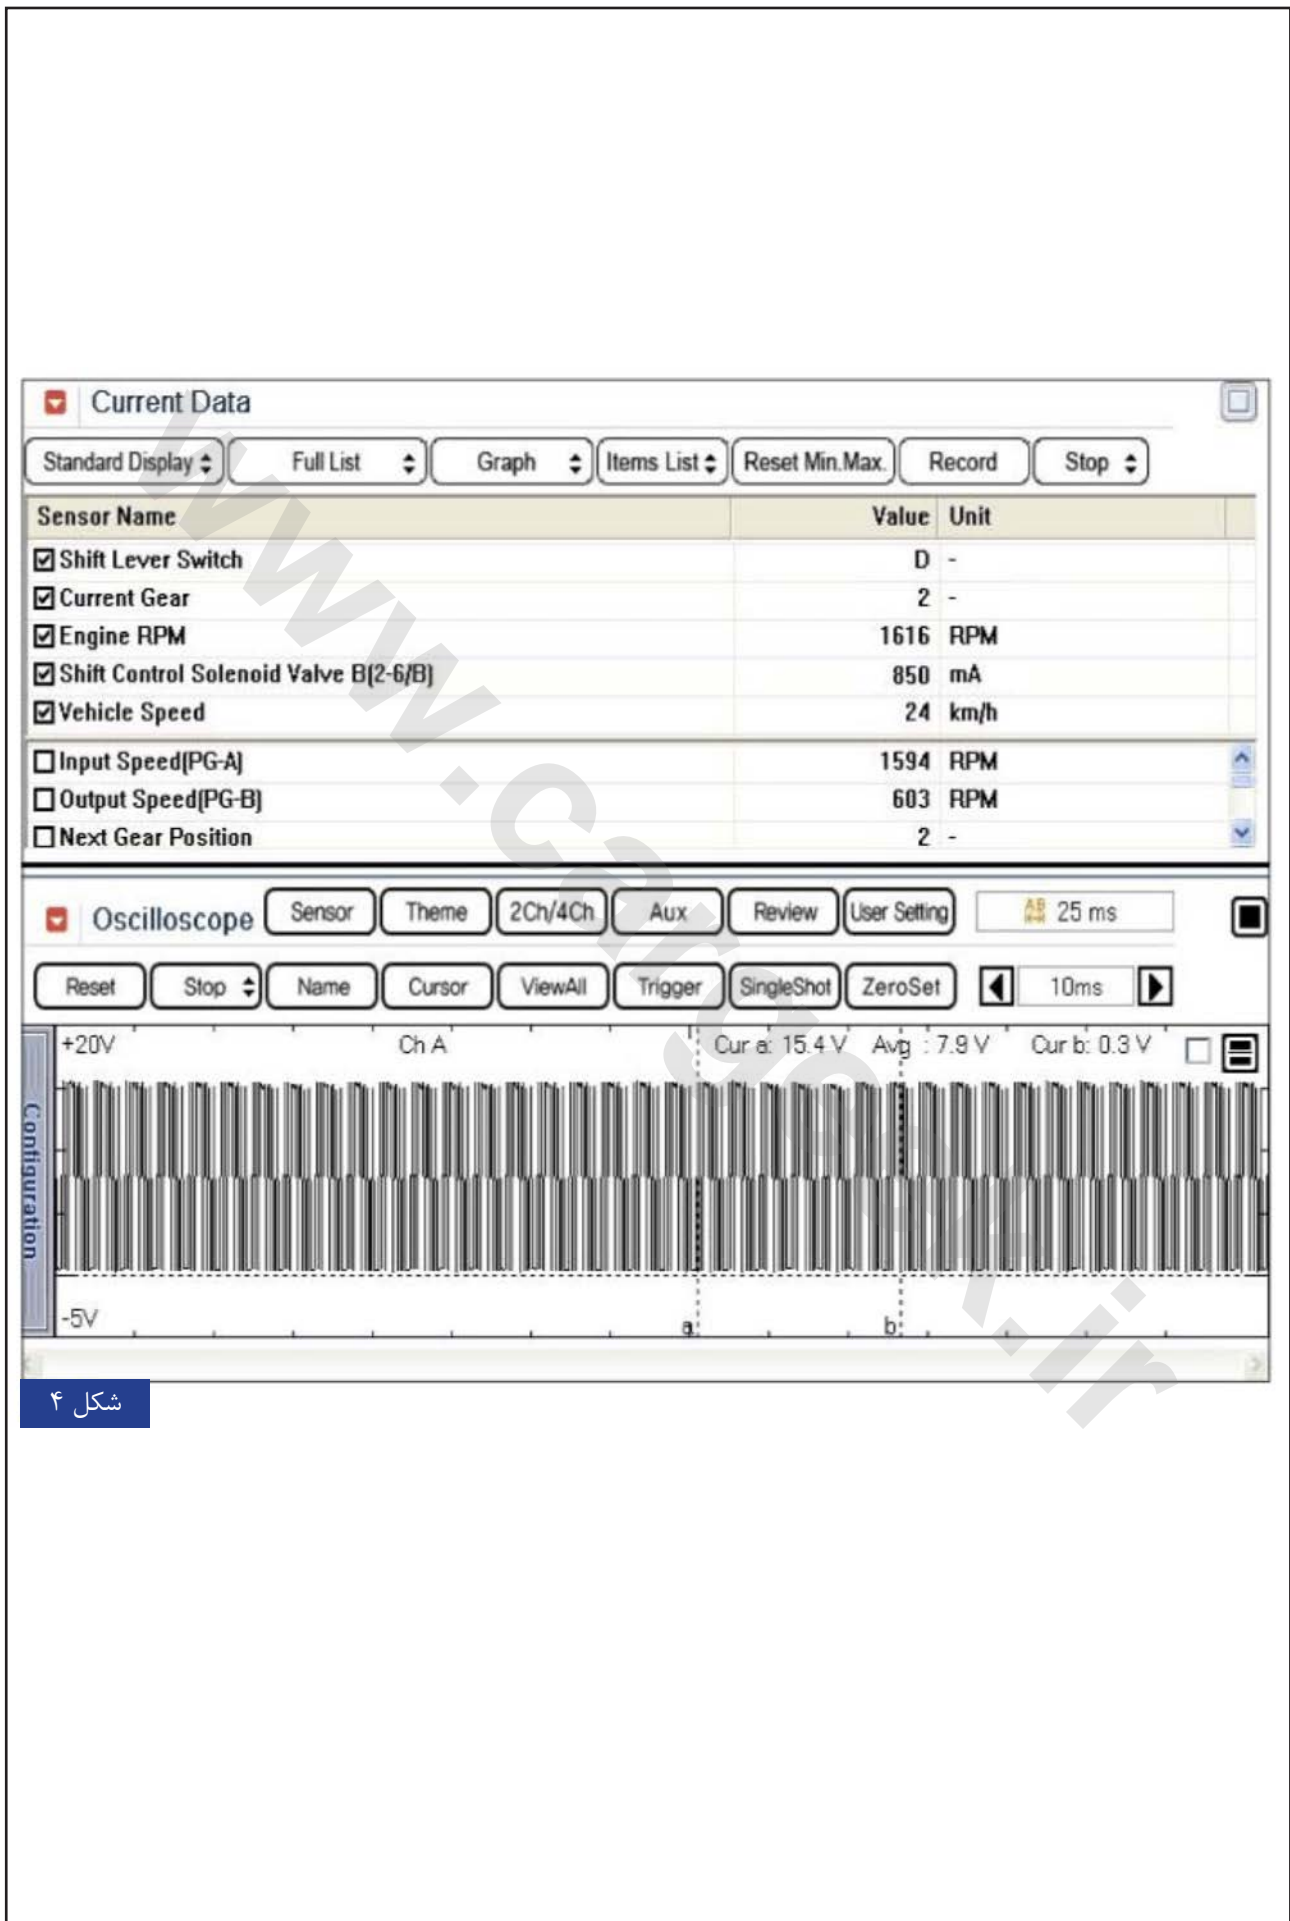 Current Data
Standard Display Full List Graph Items List Reset Min.Max. Record Stop
Sensor Name Value Unit
Shift Lever Switch D -
Current Gear 2 -
Engine RPM 1616 RPM
Shift Control Solenoid Valve B(2-6/B) 850 mA
Vehicle Speed 24 km/h
Input Speed(PG-A) 1594 RPM
Output Speed(PG-B) 603 RPM
Next Gear Position 2 -
Oscilloscope Sensor Theme 2Ch/4Ch Aux Review User Setting AB 25 ms
Reset Stop Name Cursor ViewAll Trigger SingleShot ZeroSet 10ms
+20V Ch A Cur a: 15.4 V Avg : 7.9 V Cur b: 0.3 V
Configuration
-5V a b
شکل ۴
www.cargeek.ir